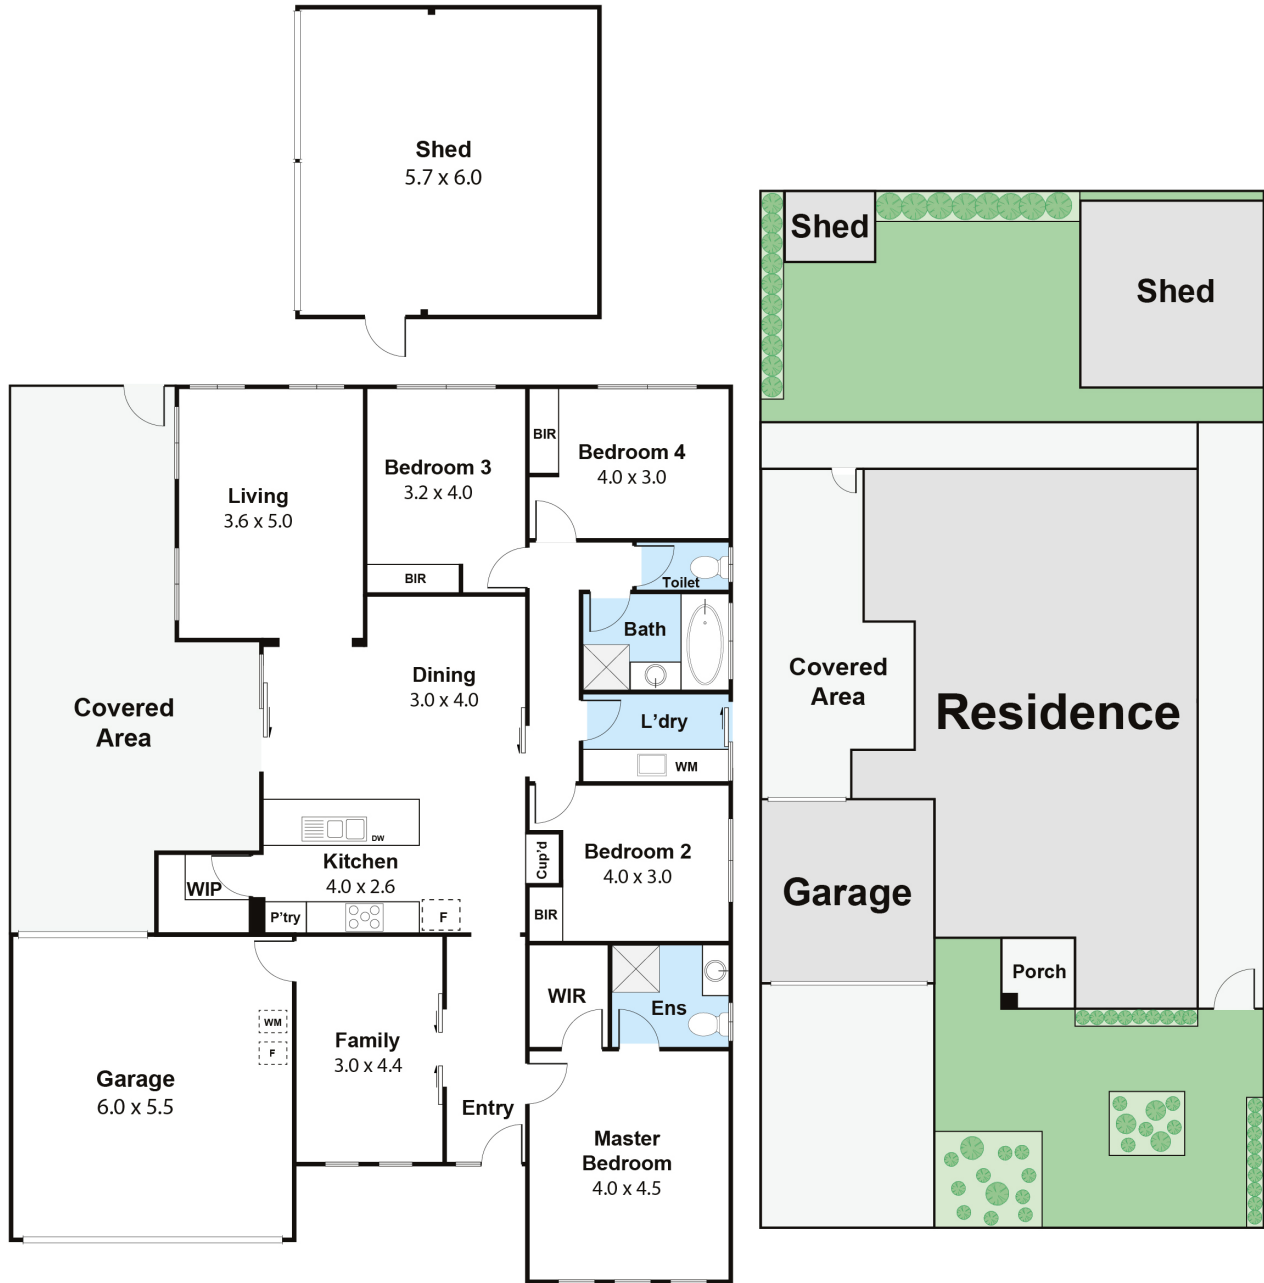 Shed
5.7 x 6.0
Living
3.6 x 5.0
Bedroom 3
3.2 x 4.0
BIR
BIR
Bedroom 4
4.0 x 3.0
Toilet
Bath
L'dry
WM
Dining
3.0 x 4.0
Covered
Area
DW
Kitchen
4.0 x 2.6
WIP
P'try
F
Cup'd
Bedroom 2
4.0 x 3.0
BIR
WIR
Ens
WM
F
Garage
6.0 x 5.5
Family
3.0 x 4.4
Entry
Master
Bedroom
4.0 x 4.5
Shed
Shed
Covered
Area
Residence
Garage
Porch